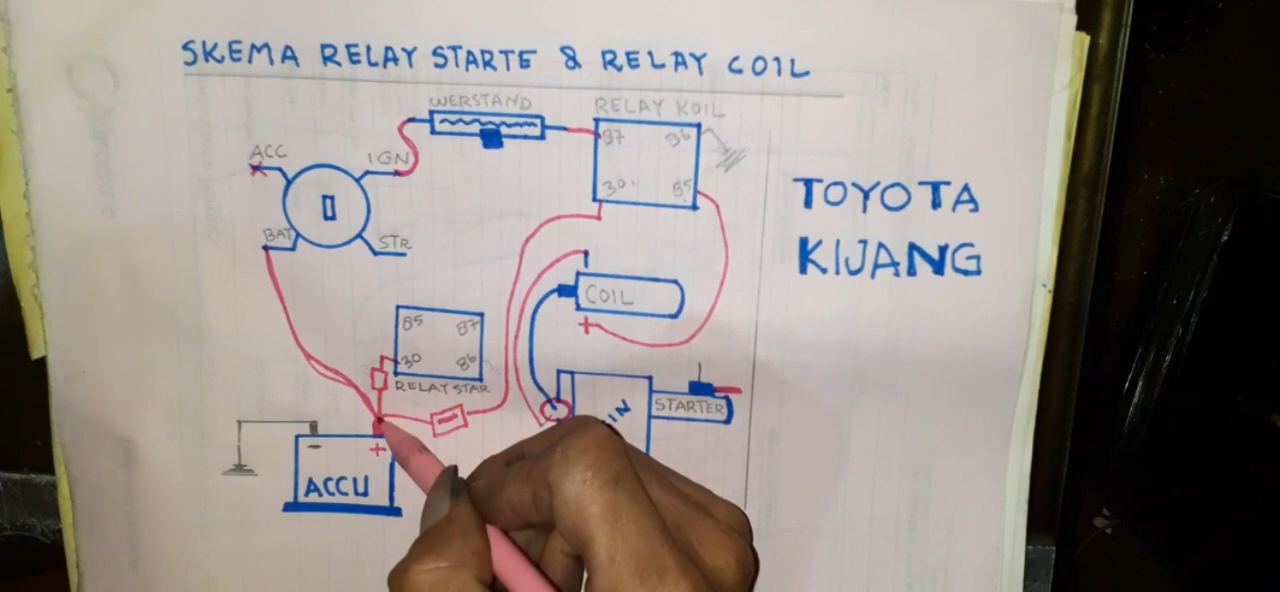 SKEMA RELAY STARTE & RELAY COIL
WERSTAND
RELAY KOIL
87 86
30 85
ACC
IGN
BAT
STR
TOYOTA
KIJANG
COIL
+
85 87
30 86
RELAY STAR
STARTER
- +
ACCU